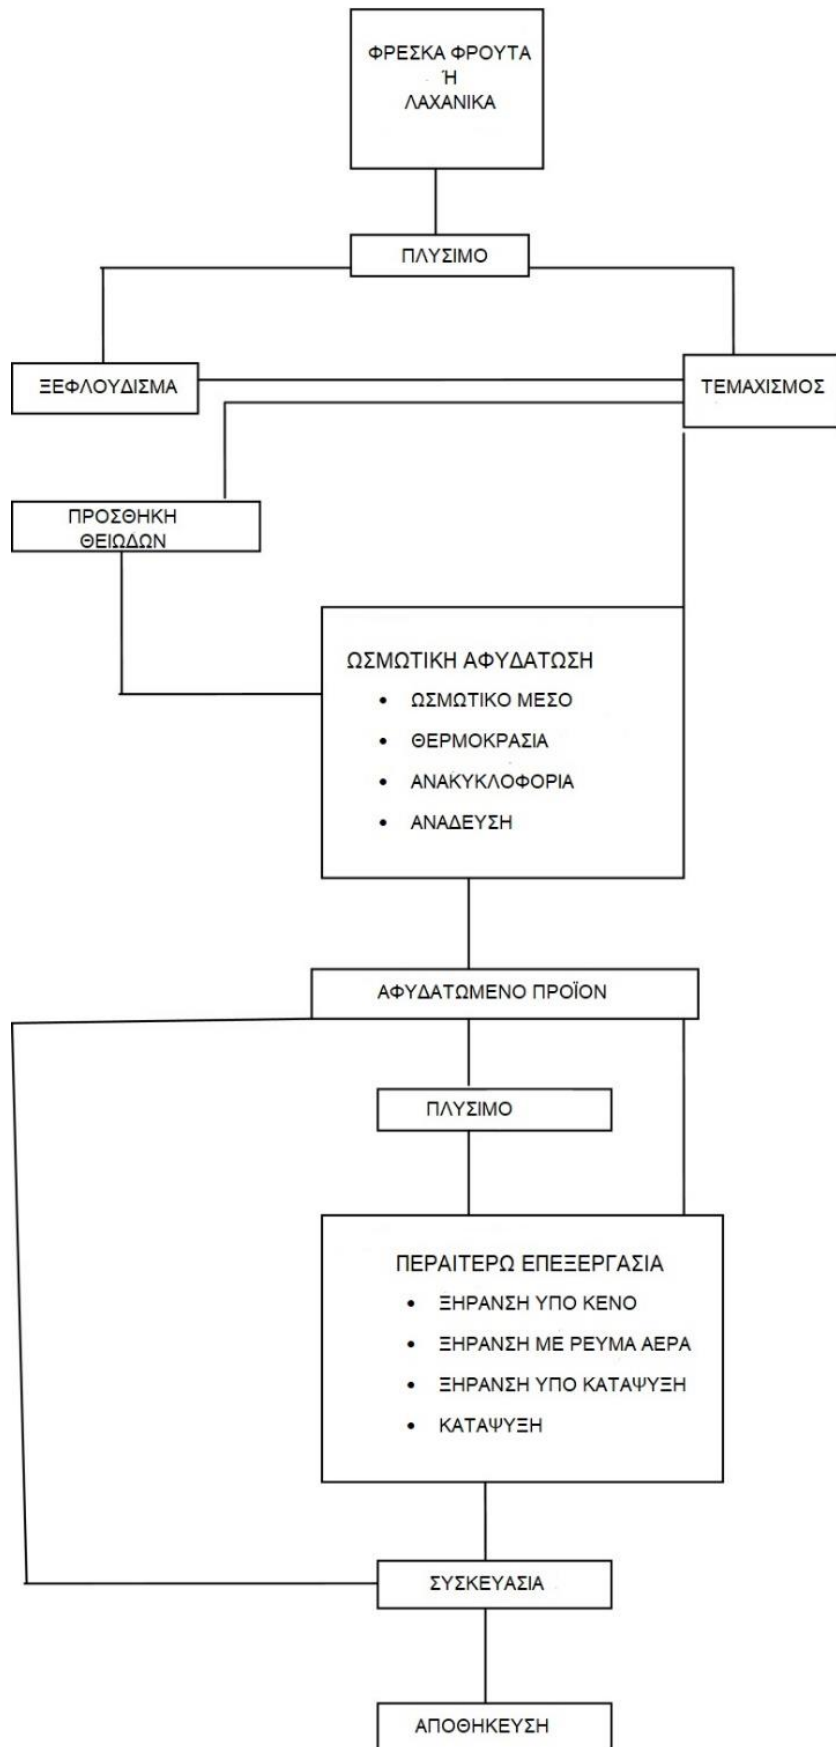 ΦΡΕΣΚΑ ΦΡΟΥΤΑ
Ή
ΛΑΧΑΝΙΚΑ
ΠΛΥΣΙΜΟ
ΞΕΦΛΟΥΔΙΣΜΑ
ΤΕΜΑΧΙΣΜΟΣ
ΠΡΟΣΘΗΚΗ
ΘΕΙΩΔΩΝ
ΩΣΜΩΤΙΚΗ ΑΦΥΔΑΤΩΣΗ
• ΩΣΜΩΤΙΚΟ ΜΕΣΟ
• ΘΕΡΜΟΚΡΑΣΙΑ
• ΑΝΑΚΥΚΛΟΦΟΡΙΑ
• ΑΝΑΔΕΥΣΗ
ΑΦΥΔΑΤΩΜΕΝΟ ΠΡΟΪΟΝ
ΠΛΥΣΙΜΟ
ΠΕΡΑΙΤΕΡΩ ΕΠΕΞΕΡΓΑΣΙΑ
• ΞΗΡΑΝΣΗ ΥΠΟ ΚΕΝΟ
• ΞΗΡΑΝΣΗ ΜΕ ΡΕΥΜΑ ΑΕΡΑ
• ΞΗΡΑΝΣΗ ΥΠΟ ΚΑΤΑΨΥΞΗ
• ΚΑΤΑΨΥΞΗ
ΣΥΣΚΕΥΑΣΙΑ
ΑΠΟΘΗΚΕΥΣΗ